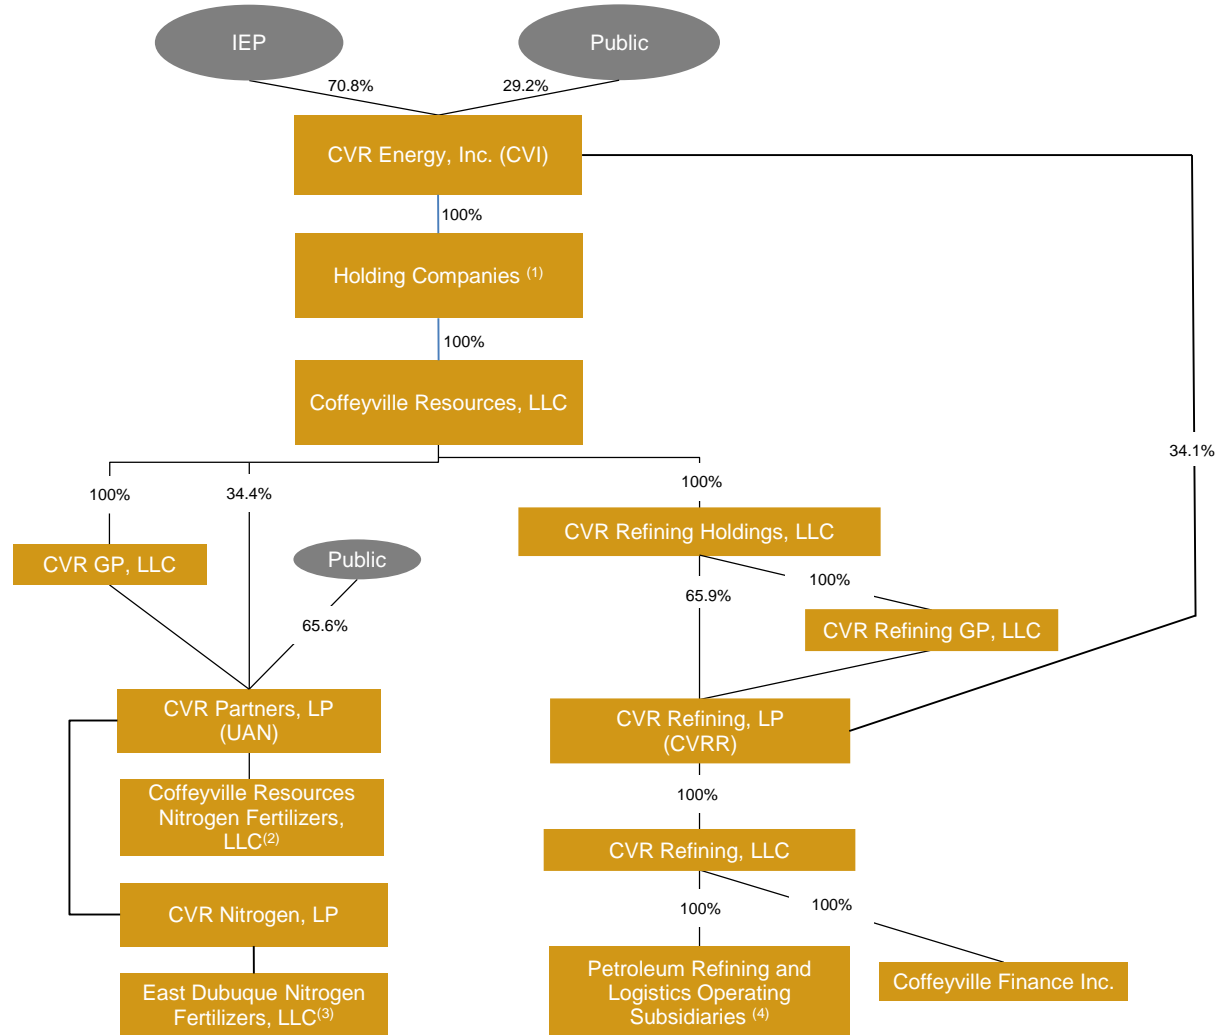 IEP
Public
70.8%
29.2%
CVR Energy, Inc. (CVI)
100%
Holding Companies (1)
100%
Coffeyville Resources, LLC
34.1%
100%
34.4%
100%
CVR Refining Holdings, LLC
CVR GP, LLC
Public
100%
65.9%
65.6%
CVR Refining GP, LLC
CVR Partners, LP
(UAN)
CVR Refining, LP
(CVRR)
Coffeyville Resources
Nitrogen Fertilizers,
LLC(2)
100%
CVR Refining, LLC
CVR Nitrogen, LP
100%
100%
East Dubuque Nitrogen
Fertilizers, LLC(3)
Petroleum Refining and
Logistics Operating
Subsidiaries (4)
Coffeyville Finance Inc.